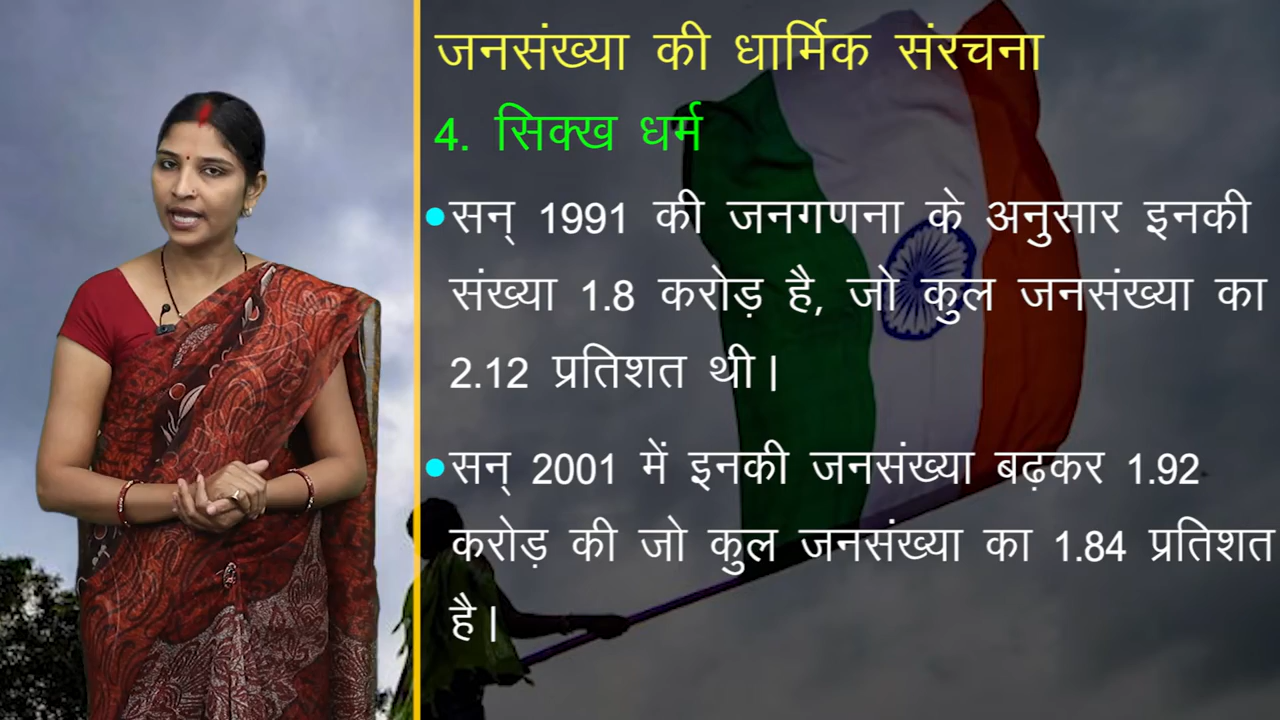 जनसंख्या की धार्मिक संरचना
4. सिक्ख धर्म
•सन् 1991 की जनगणना के अनुसार इनकी
संख्या 1.8 करोड़ है, जो कुल जनसंख्या का
2.12 प्रतिशत थी।
•सन् 2001 में इनकी जनसंख्या बढ़कर 1.92
करोड़ की जो कुल जनसंख्या का 1.84 प्रतिशत
है।